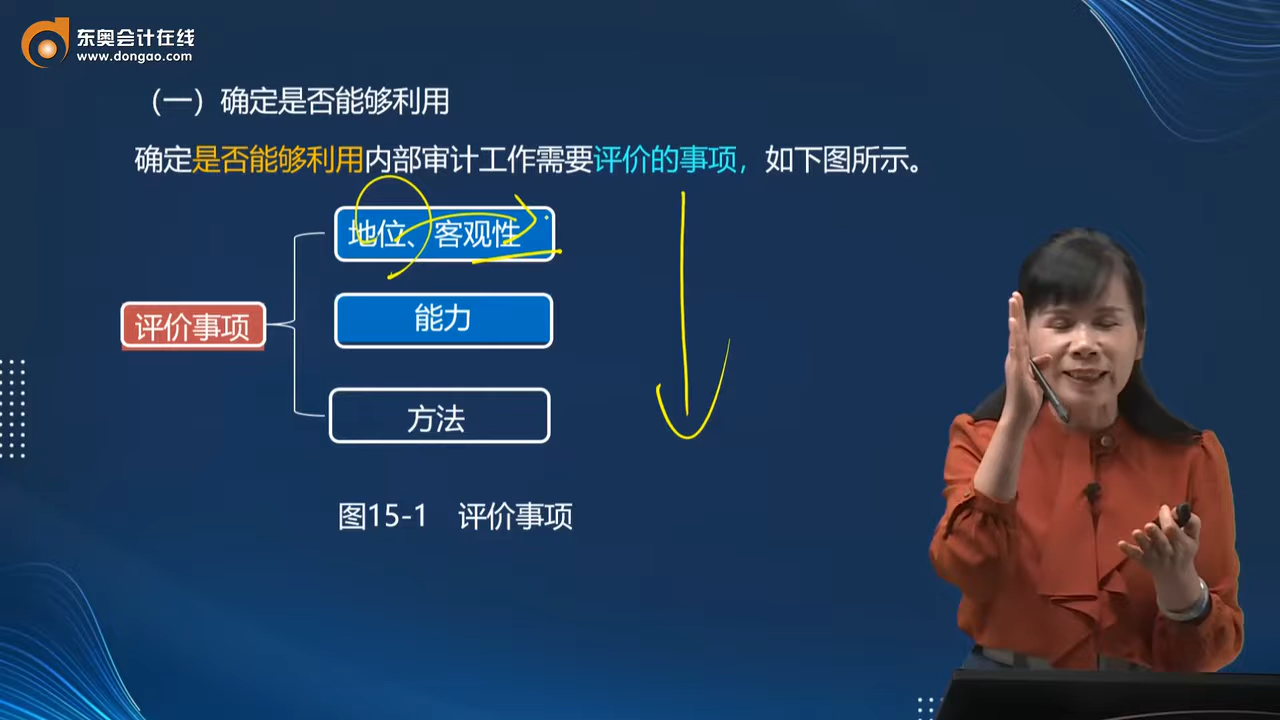 东奥会计在线
www.dongao.com
（一）确定是否能够利用
确定是否能够利用内部审计工作需要评价的事项，如下图所示。
地位、客观性
评价事项
能力
方法
图15-1 评价事项